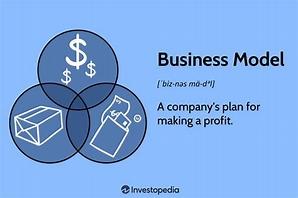 Business Model
[ˈbiz-nəs mä-dᵊl]
A company's plan for
making a profit.
Investopedia
$
$ $